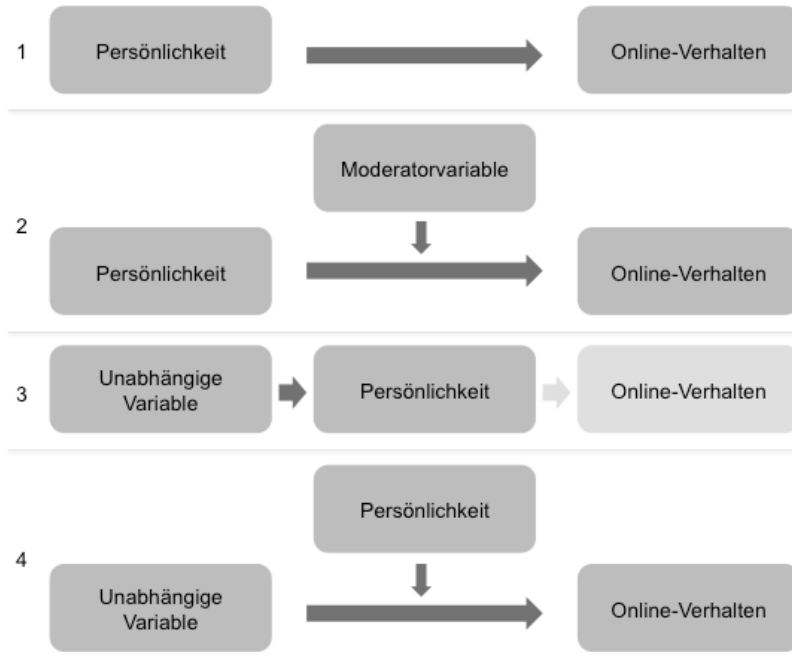 1
Persönlichkeit
Online-Verhalten
Moderatorvariable
2
Persönlichkeit
Online-Verhalten
3
Unabhängige
Variable
Persönlichkeit
Online-Verhalten
Persönlichkeit
4
Unabhängige
Variable
Online-Verhalten